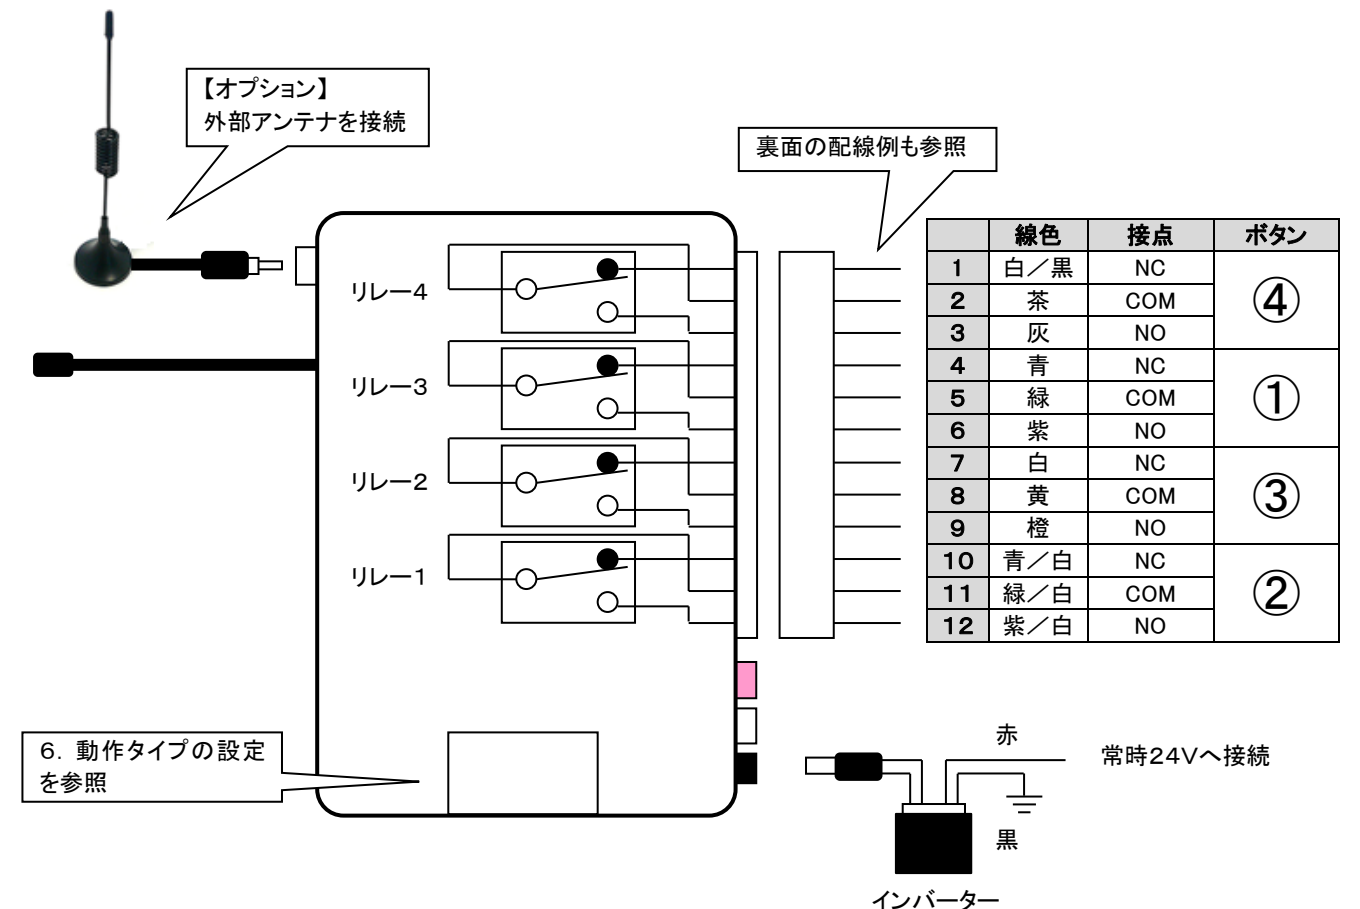 【オプション】
外部アンテナを接続
裏面の配線例も参照
線色 接点 ボタン
1 白／黒 NC ④
2 茶 COM
3 灰 NO
4 青 NC ①
5 緑 COM
6 紫 NO
7 白 NC ③
8 黄 COM
9 橙 NO
10 青／白 NC ②
11 緑／白 COM
12 紫／白 NO
リレー4
リレー3
リレー2
リレー1
6．動作タイプの設定
を参照
赤
常時24Vへ接続
黒
インバーター